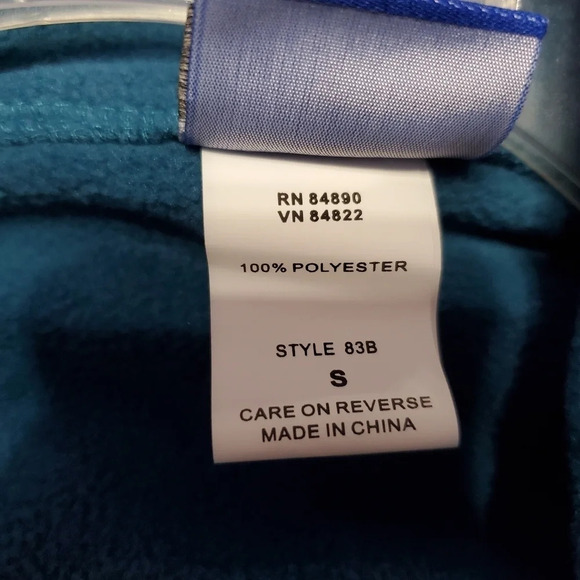 RN 84890
VN 84822
100% POLYESTER
STYLE 83B
S
CARE ON REVERSE
MADE IN CHINA